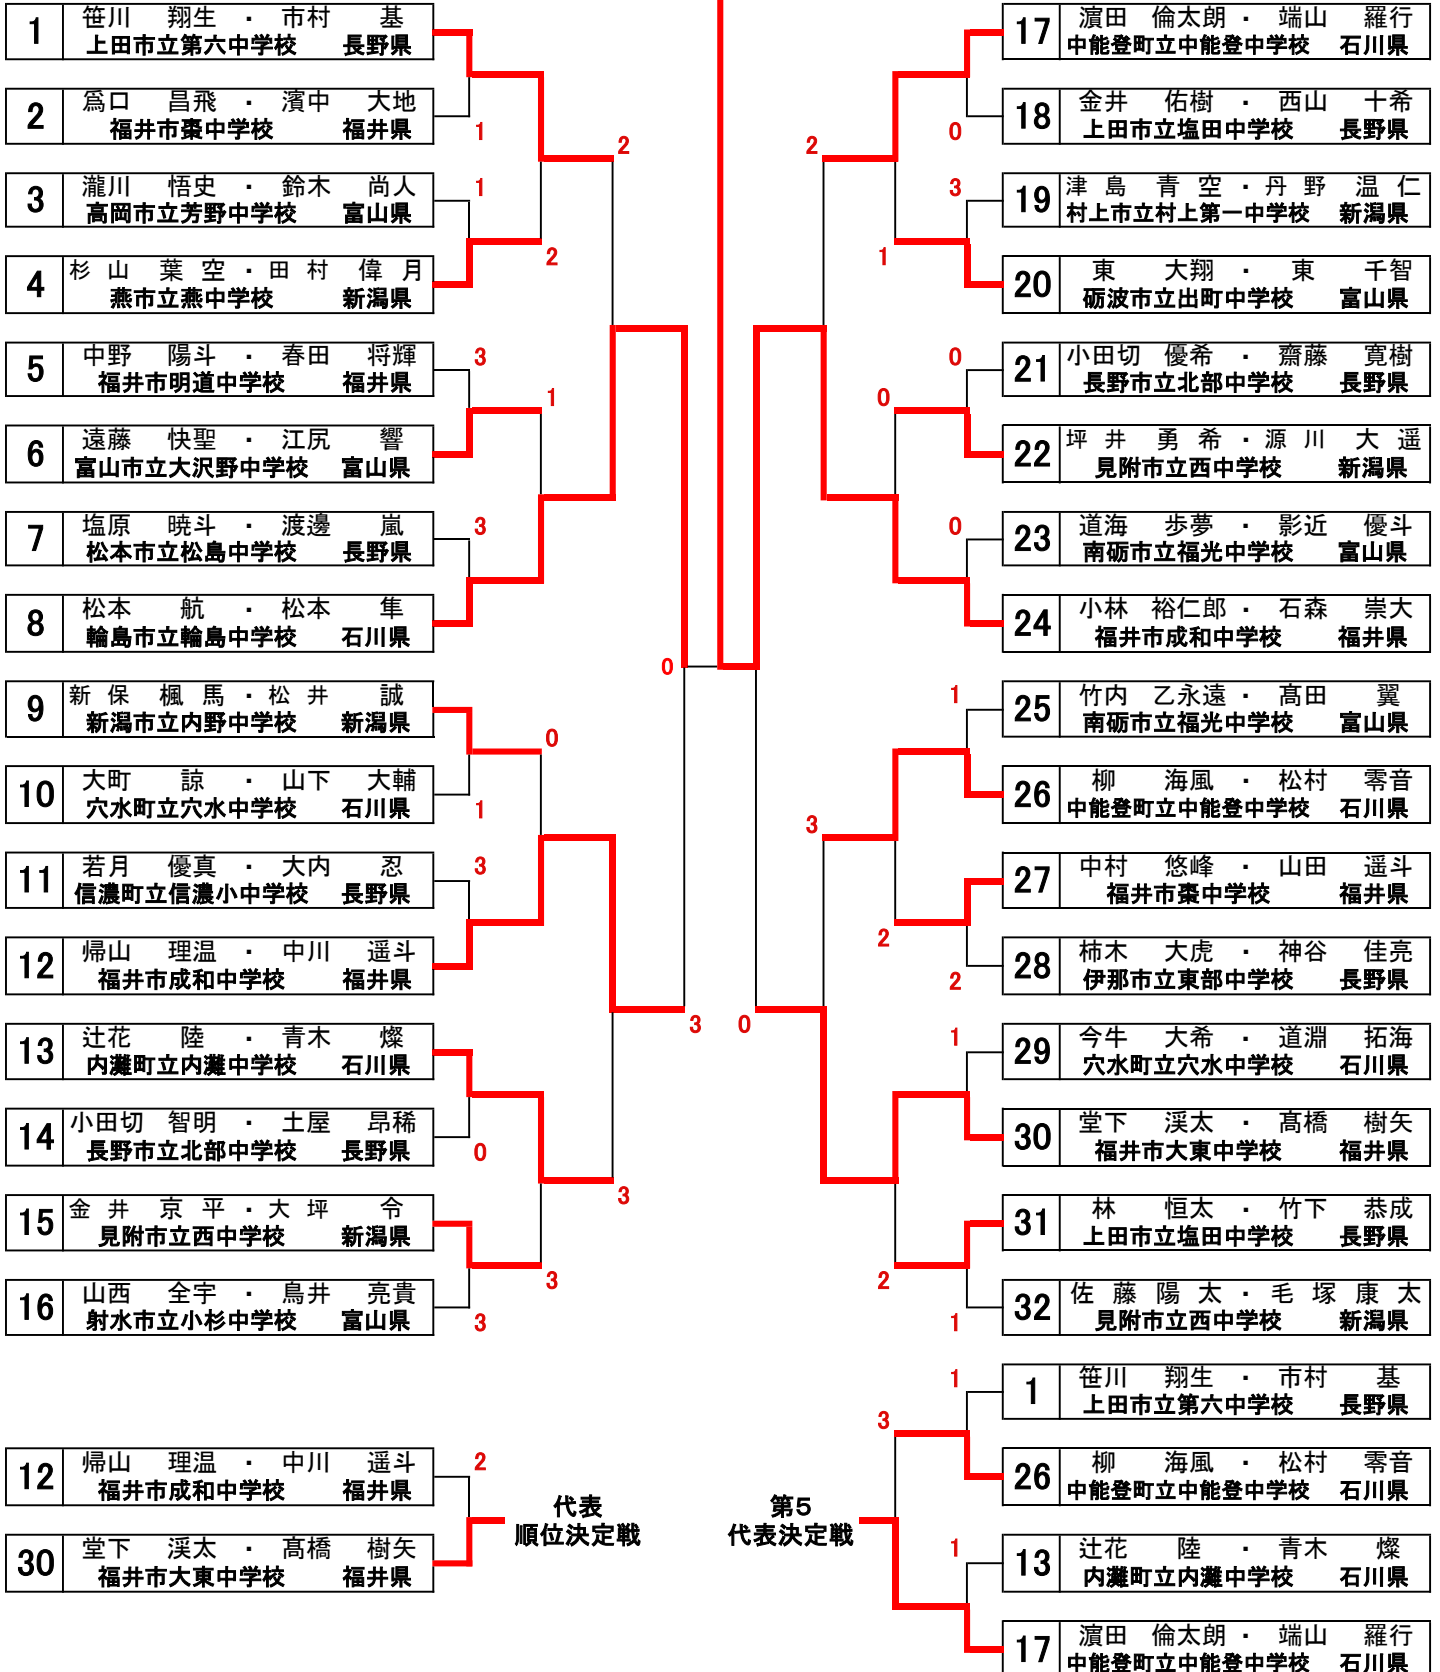 1 笹川 翔生 ・ 市村 基
上田市立第六中学校 長野県
1
2 爲口 昌飛 ・ 濱中 大地
福井市棗中学校 福井県
2
3 瀧川 悟史 ・ 鈴木 尚人
高岡市立芳野中学校 富山県
1
2
4 杉山 葉空 ・ 田村 偉月
燕市立燕中学校 新潟県
5 中野 陽斗 ・ 春田 将輝
福井市明道中学校 福井県
3
1
6 遠藤 快聖 ・ 江尻 響
富山市立大沢野中学校 富山県
7 塩原 暁斗 ・ 渡邊 嵐
松本市立松島中学校 長野県
3
8 松本 航 ・ 松本 隼
輪島市立輪島中学校 石川県
0
9 新保 楓馬 ・ 松井 誠
新潟市立内野中学校 新潟県
0
10 大町 諒 ・ 山下 大輔
穴水町立穴水中学校 石川県
1
11 若月 優真 ・ 大内 忍
信濃町立信濃小中学校 長野県
3
12 帰山 理温 ・ 中川 遥斗
福井市成和中学校 福井県
3
13 辻花 陸 ・ 青木 燦
内灘町立内灘中学校 石川県
14 小田切 智明 ・ 土屋 昂稀
長野市立北部中学校 長野県
0
3
15 金井 京平 ・ 大坪 令
見附市立西中学校 新潟県
3
16 山西 全宇 ・ 鳥井 亮貴
射水市立小杉中学校 富山県
3
12 帰山 理温 ・ 中川 遥斗
福井市成和中学校 福井県
2
代表
順位決定戦
30 堂下 渓太 ・ 髙橋 樹矢
福井市大東中学校 福井県
17 濵田 倫太朗 ・ 端山 羅行
中能登町立中能登中学校 石川県
18 金井 佑樹 ・ 西山 十希
上田市立塩田中学校 長野県
0
2
19 津島 青空 ・ 丹野 温仁
村上市立村上第一中学校 新潟県
3
1
20 東 大翔 ・ 東 千智
砺波市立出町中学校 富山県
21 小田切 優希 ・ 齋藤 寛樹
長野市立北部中学校 長野県
0
0
22 坪井 勇希 ・ 源川 大遥
見附市立西中学校 新潟県
23 道海 歩夢 ・ 影近 優斗
南砺市立福光中学校 富山県
0
24 小林 裕仁郎 ・ 石森 崇大
福井市成和中学校 福井県
25 竹内 乙永遠 ・ 髙田 翼
南砺市立福光中学校 富山県
1
26 柳 海風 ・ 松村 零音
中能登町立中能登中学校 石川県
3
27 中村 悠峰 ・ 山田 遥斗
福井市棗中学校 福井県
2
28 柿木 大虎 ・ 神谷 佳亮
伊那市立東部中学校 長野県
2
0
29 今牛 大希 ・ 道淵 拓海
穴水町立穴水中学校 石川県
1
30 堂下 渓太 ・ 髙橋 樹矢
福井市大東中学校 福井県
31 林 恒太 ・ 竹下 恭成
上田市立塩田中学校 長野県
2
32 佐藤陽太 ・ 毛塚康太
見附市立西中学校 新潟県
1
1 笹川 翔生 ・ 市村 基
上田市立第六中学校 長野県
1
3
26 柳 海風 ・ 松村 零音
中能登町立中能登中学校 石川県
第5
代表決定戦
13 辻花 陸 ・ 青木 燦
内灘町立内灘中学校 石川県
1
17 濵田 倫太朗 ・ 端山 羅行
中能登町立中能登中学校 石川県